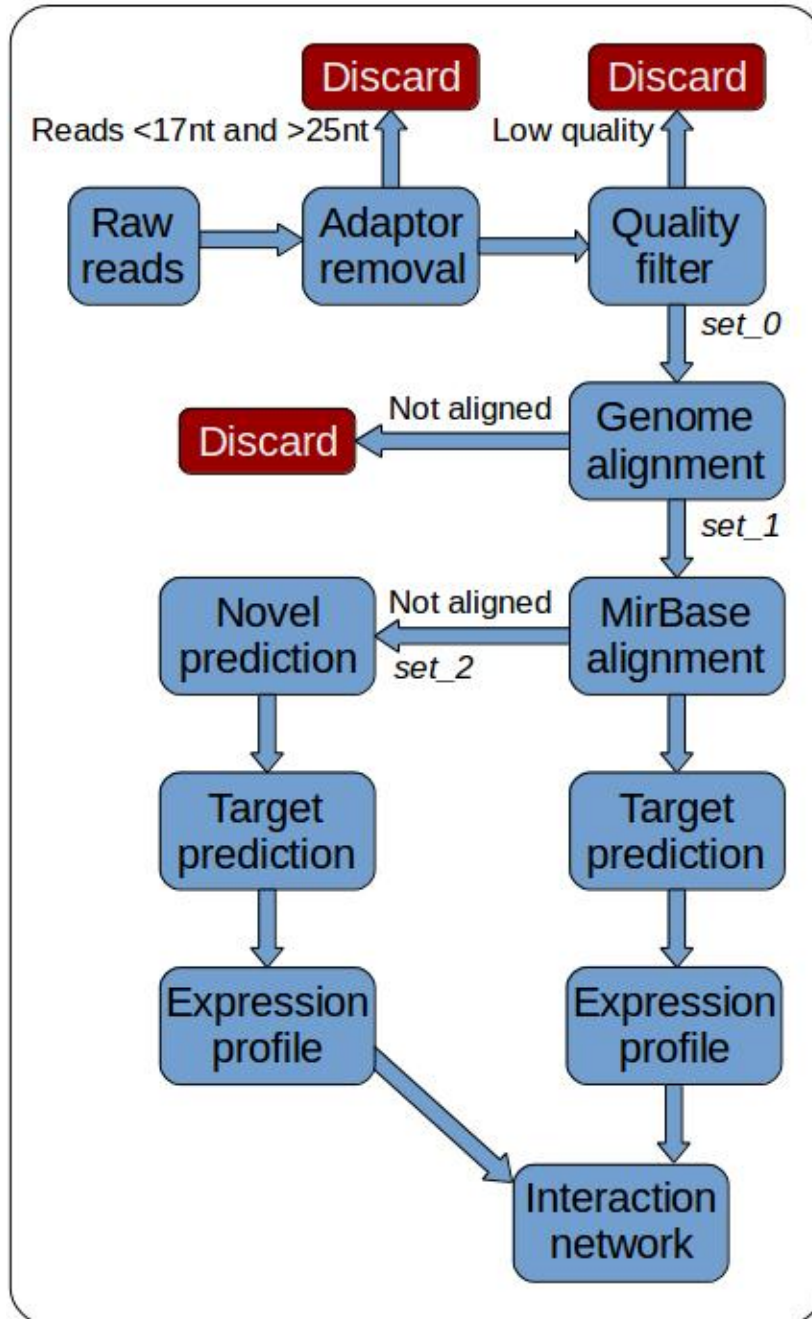 Discard
Discard
Reads <17nt and >25nt
Low quality
Raw
reads
Adaptor
removal
Quality
filter
set_0
Not aligned
Discard
Genome
alignment
set_1
Novel
prediction
Not aligned
set_2
MirBase
alignment
Target
prediction
Target
prediction
Expression
profile
Expression
profile
Interaction
network